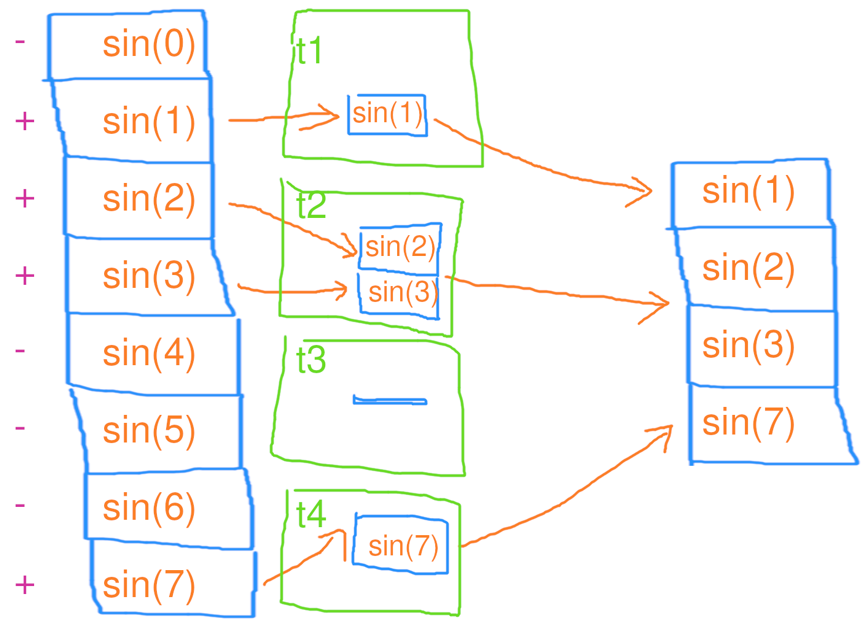 - sin(0)
+ sin(1)
+ sin(2)
+ sin(3)
- sin(4)
- sin(5)
- sin(6)
+ sin(7)
t1
sin(1)
t2
sin(2)
sin(3)
t3
t4
sin(7)
sin(1)
sin(2)
sin(3)
sin(7)